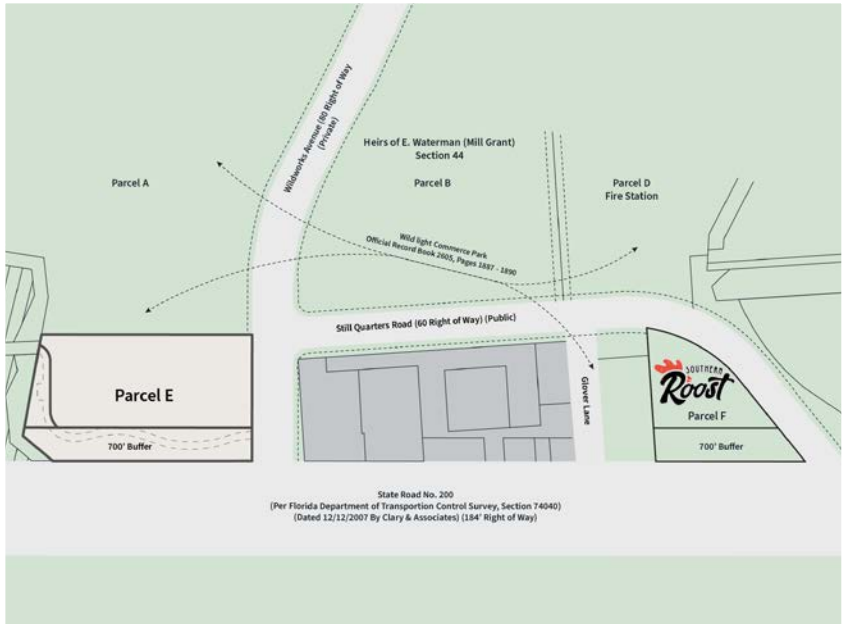 Wildworks Avenue (60 Right of Way)
(Private)
Heirs of E. Waterman (Mill Grant)
Section 44
Parcel A
Parcel B
Parcel D
Fire Station
Wild light Commerce Park
Official Record Book 2605, Pages 1887 - 1890
Still Quarters Road (60 Right of Way) (Public)
Parcel E
700' Buffer
Glover Lane
SOUTHERN
Roost
Parcel F
700' Buffer
State Road No. 200
(Per Florida Department of Transportion Control Survey, Section 74040)
(Dated 12/12/2007 By Clary & Associates) (184' Right of Way)